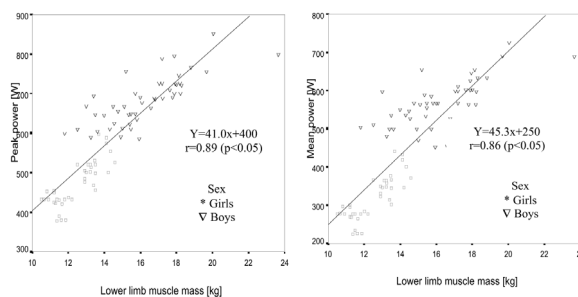 900
800
700
600
500
400
300
Peak power [W]
Y=41.0x+400
r=0.89 (p<0.05)
Sex
* Girls
∇ Boys
10 12 14 16 18 20 22 24
Lower limb muscle mass [kg]
800
700
600
500
400
300
200
Mean power [W]
Y=45.3x+250
r=0.86 (p<0.05)
Sex
* Girls
∇ Boys
10 12 14 16 18 20 22
Lower limb muscle mass [kg]